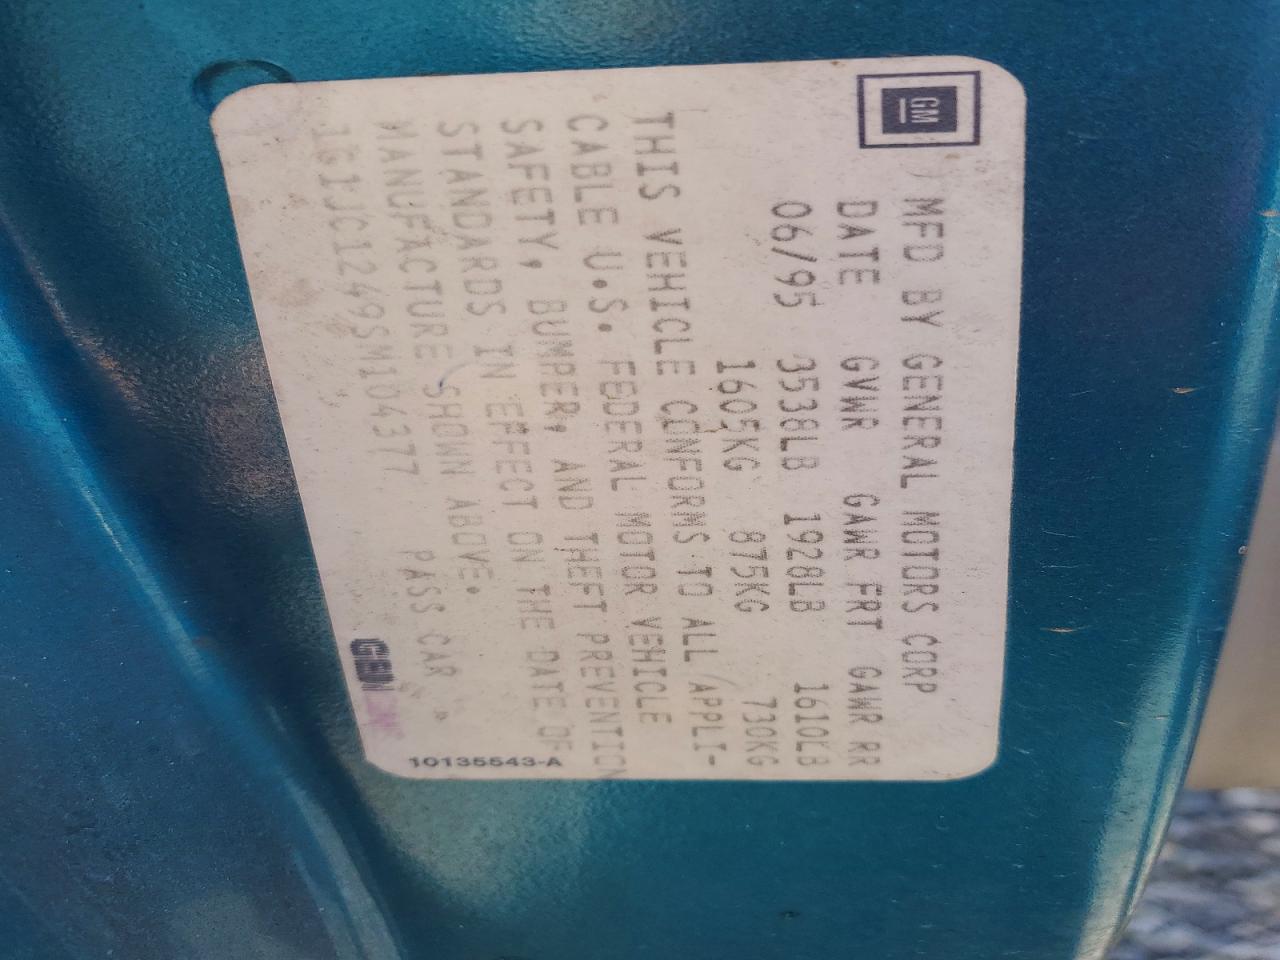 GM
MFD BY GENERAL MOTORS CORP
DATE GVWR GAWR FRT GAWR RR
06/95 3538LB 1928LB 1610LB
1605KG 875KG 730KG
THIS VEHICLE CONFORMS TO ALL APPLI-
CABLE U.S. FEDERAL MOTOR VEHICLE
SAFETY, BUMPER, AND THEFT PREVENTION
STANDARDS IN EFFECT ON THE DATE OF
MANUFACTURE SHOWN ABOVE.
1G1JC1249SM104377 PASS CAR
10135543-A